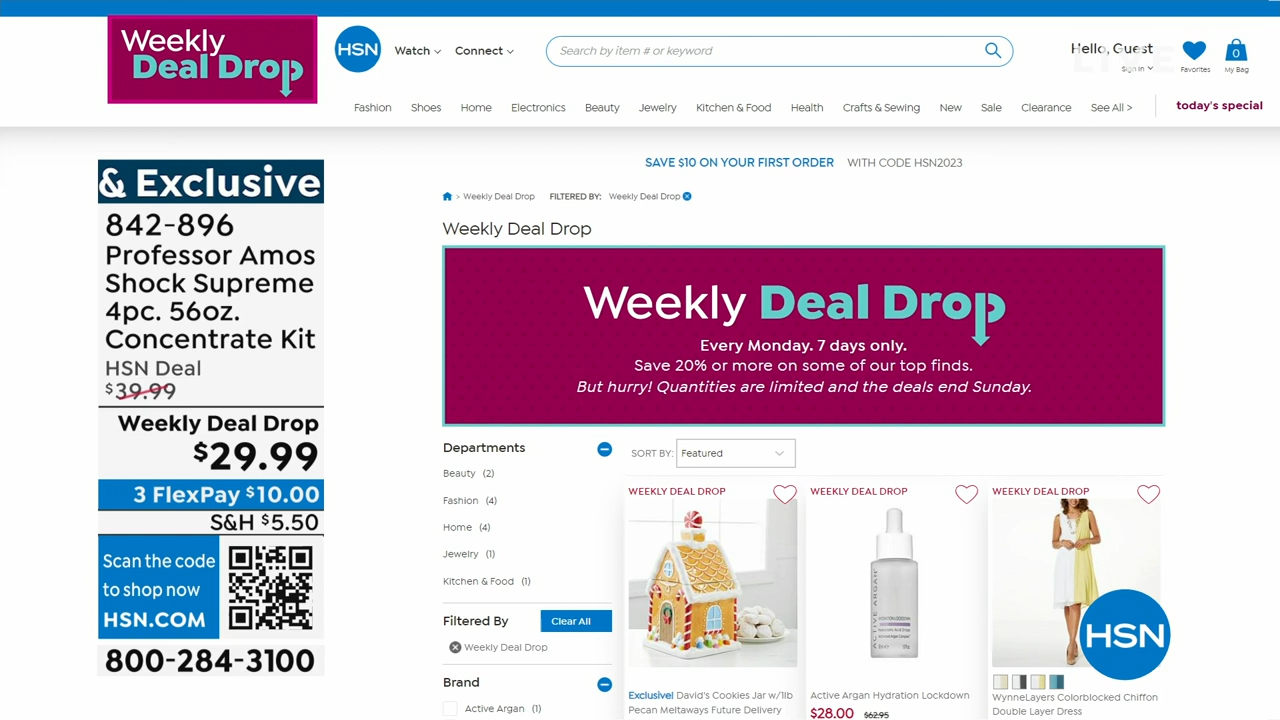 Weekly
Deal Drop
HSN
Watch
Connect
Search by item # or keyword
Hello, Guest
Sign In
Favorites
0
My Bag
LIVE
Fashion
Shoes
Home
Electronics
Beauty
Jewelry
Kitchen & Food
Health
Crafts & Sewing
New
Sale
Clearance
See All >
today's special
& Exclusive
842-896
Professor Amos
Shock Supreme
4pc. 56oz.
Concentrate Kit
HSN Deal
$39.99
Weekly Deal Drop
$29.99
3 FlexPay $10.00
S&H $5.50
Scan the code
to shop now
HSN.COM
800-284-3100
SAVE $10 ON YOUR FIRST ORDER WITH CODE HSN2023
> Weekly Deal Drop FILTERED BY: Weekly Deal Drop
Weekly Deal Drop
Weekly Deal Drop
Every Monday. 7 days only.
Save 20% or more on some of our top finds.
But hurry! Quantities are limited and the deals end Sunday.
Departments
Beauty (2)
Fashion (4)
Home (4)
Jewelry (1)
Kitchen & Food (1)
Filtered By
Clear All
Weekly Deal Drop
Brand
Active Argan (1)
SORT BY: Featured
WEEKLY DEAL DROP
Exclusive! David's Cookies Jar w/1lb
Pecan Meltaways Future Delivery
WEEKLY DEAL DROP
ACTIVE ARGAN
HYDRATION LOCKDOWN
Active Argan Hydration Lockdown
$28.00 $62.95
WEEKLY DEAL DROP
WynneLayers Colorblocked Chiffon
Double Layer Dress
HSN